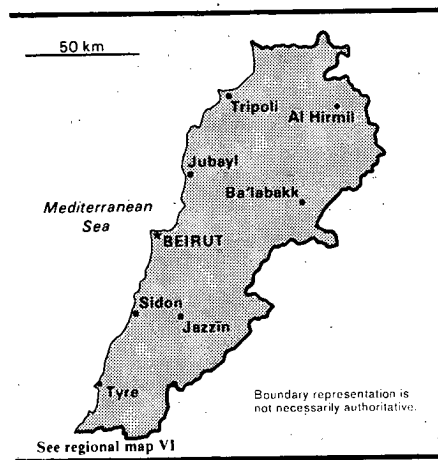 50 km
Tripoli
Al Hirmil
Jubayl
Ba'labakk
Mediterranean
Sea
BEIRUT
Sidon
Jazzīn
Tyre
Boundary representation is
not necessarily authoritative.
See regional map VI